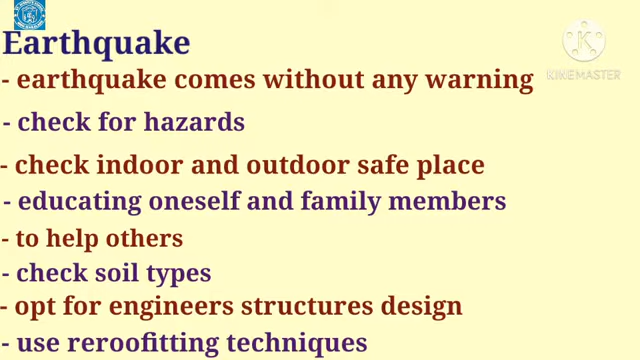 Earthquake
KINEMASTER
- earthquake comes without any warning
- check for hazards
- check indoor and outdoor safe place
- educating oneself and family members
- to help others
- check soil types
- opt for engineers structures design
- use reroofitting techniques